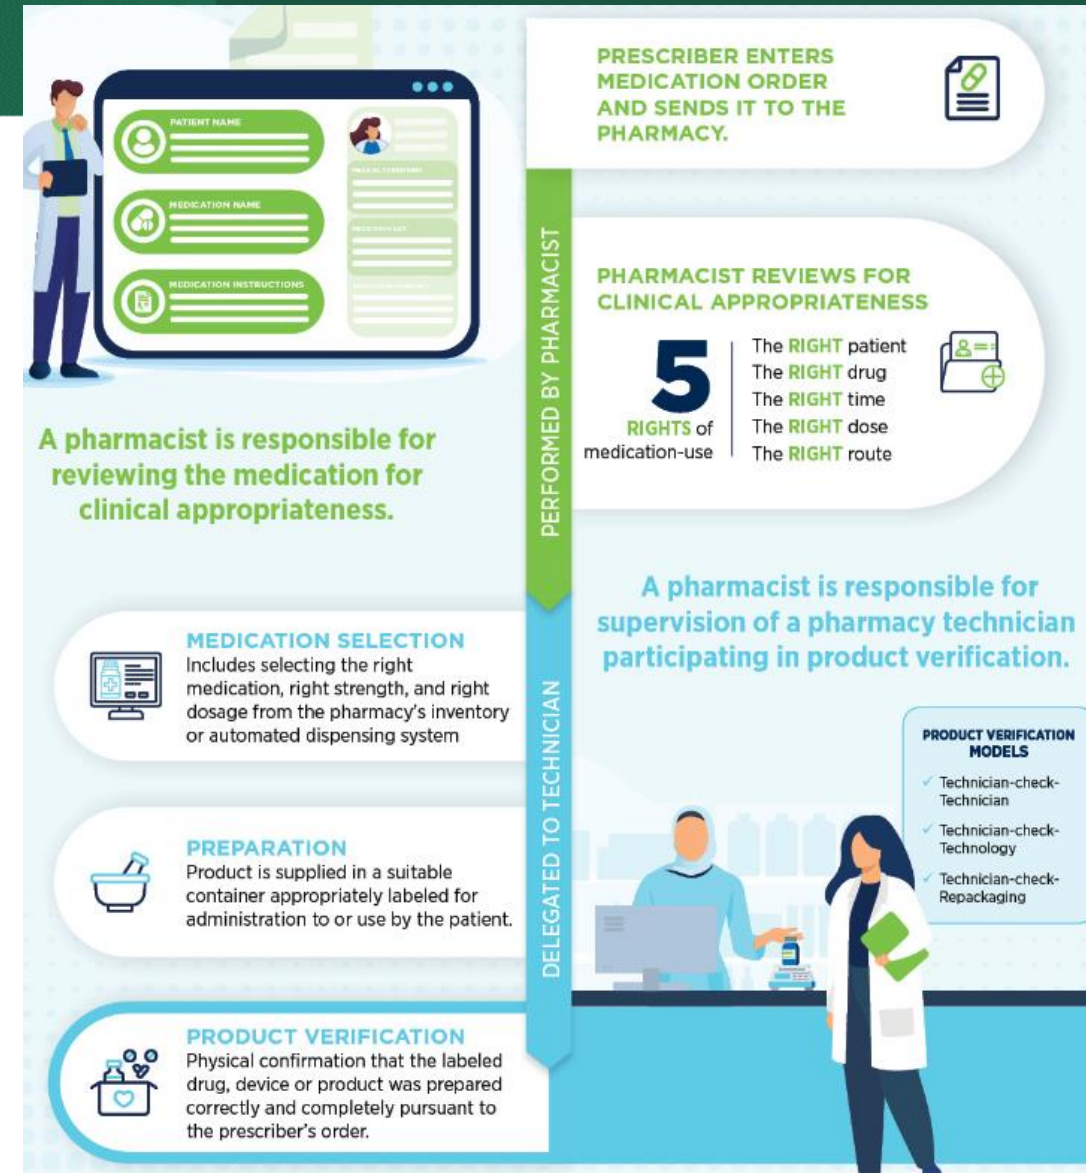 PATIENT NAME
MEDICATION NAME
MEDICATION INSTRUCTIONS
A pharmacist is responsible for
reviewing the medication for
clinical appropriateness.
PRESCRIBER ENTERS
MEDICATION ORDER
AND SENDS IT TO THE
PHARMACY.
PERFORMED BY PHARMACIST
PHARMACIST REVIEWS FOR
CLINICAL APPROPRIATENESS
5
RIGHTS of
medication-use
The RIGHT patient
The RIGHT drug
The RIGHT time
The RIGHT dose
The RIGHT route
A pharmacist is responsible for
supervision of a pharmacy technician
participating in product verification.
DELEGATED TO TECHNICIAN
MEDICATION SELECTION
Includes selecting the right
medication, right strength, and right
dosage from the pharmacy's inventory
or automated dispensing system
PREPARATION
Product is supplied in a suitable
container appropriately labeled for
administration to or use by the patient.
PRODUCT VERIFICATION
Physical confirmation that the labeled
drug, device or product was prepared
correctly and completely pursuant to
the prescriber's order.
PRODUCT VERIFICATION
MODELS
✓ Technician-check-
Technician
✓ Technician-check-
Technology
✓ Technician-check-
Repackaging